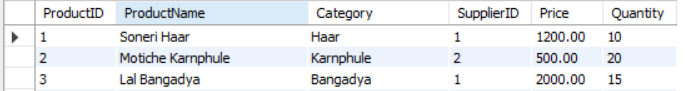 ProductID ProductName Category SupplierID Price Quantity
1 Soneri Haar Haar 1 1200.00 10
2 Motiche Karnphule Karnphule 2 500.00 20
3 Lal Bangadya Bangadya 1 2000.00 15